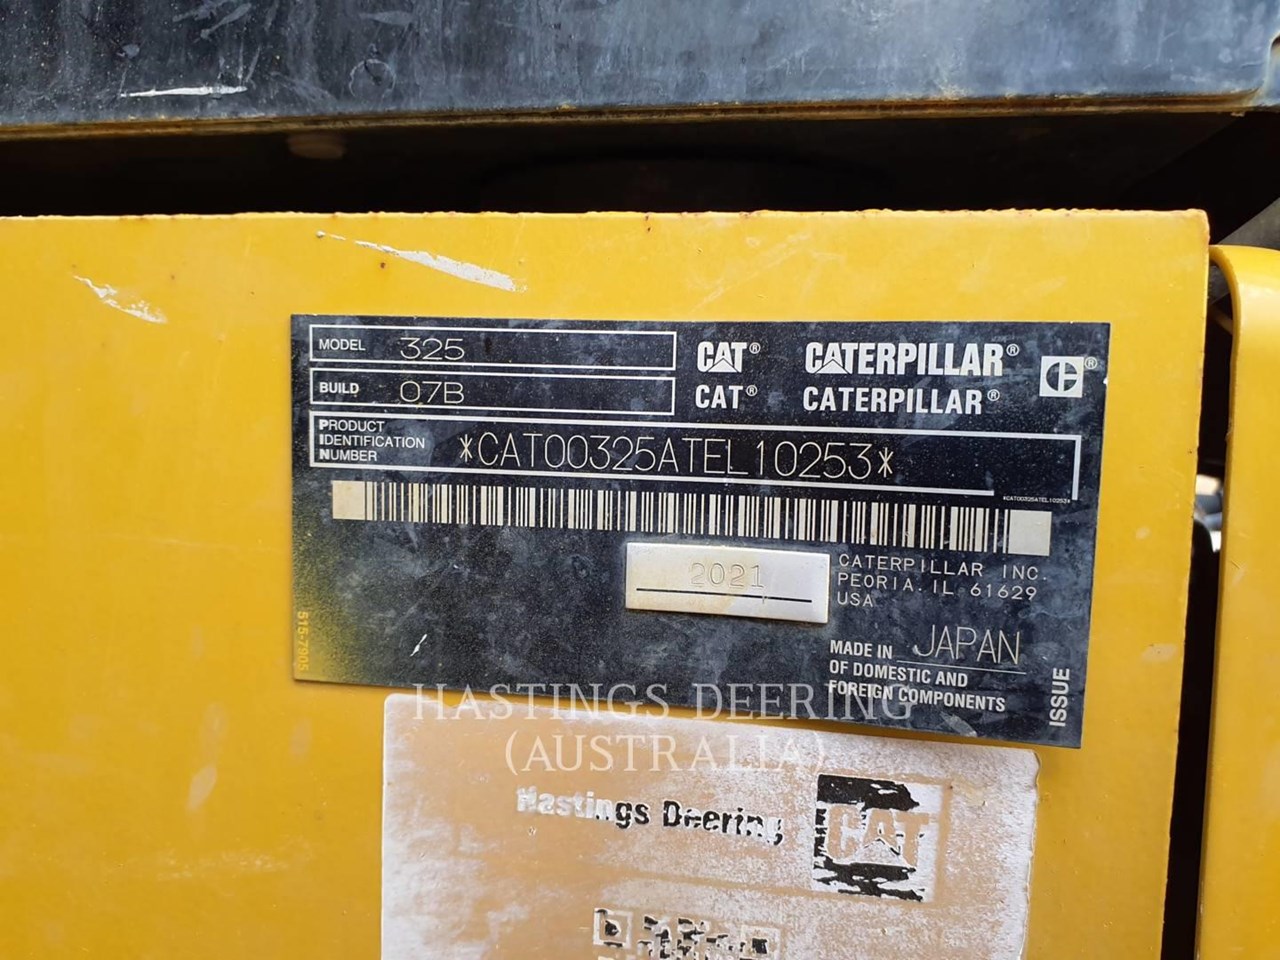 MODEL 325
CAT® CATERPILLAR®
BUILD 07B
CAT® CATERPILLAR®
PRODUCT
IDENTIFICATION
NUMBER
*CAT00325ATEL10253*
*CAT00325ATEL10253*
2021
CATERPILLAR INC.
PEORIA, IL 61629
USA
515-7905
MADE IN JAPAN
OF DOMESTIC AND
FOREIGN COMPONENTS
ISSUE
HASTINGS DEERING
(AUSTRALIA)
Hastings Deering
CAT